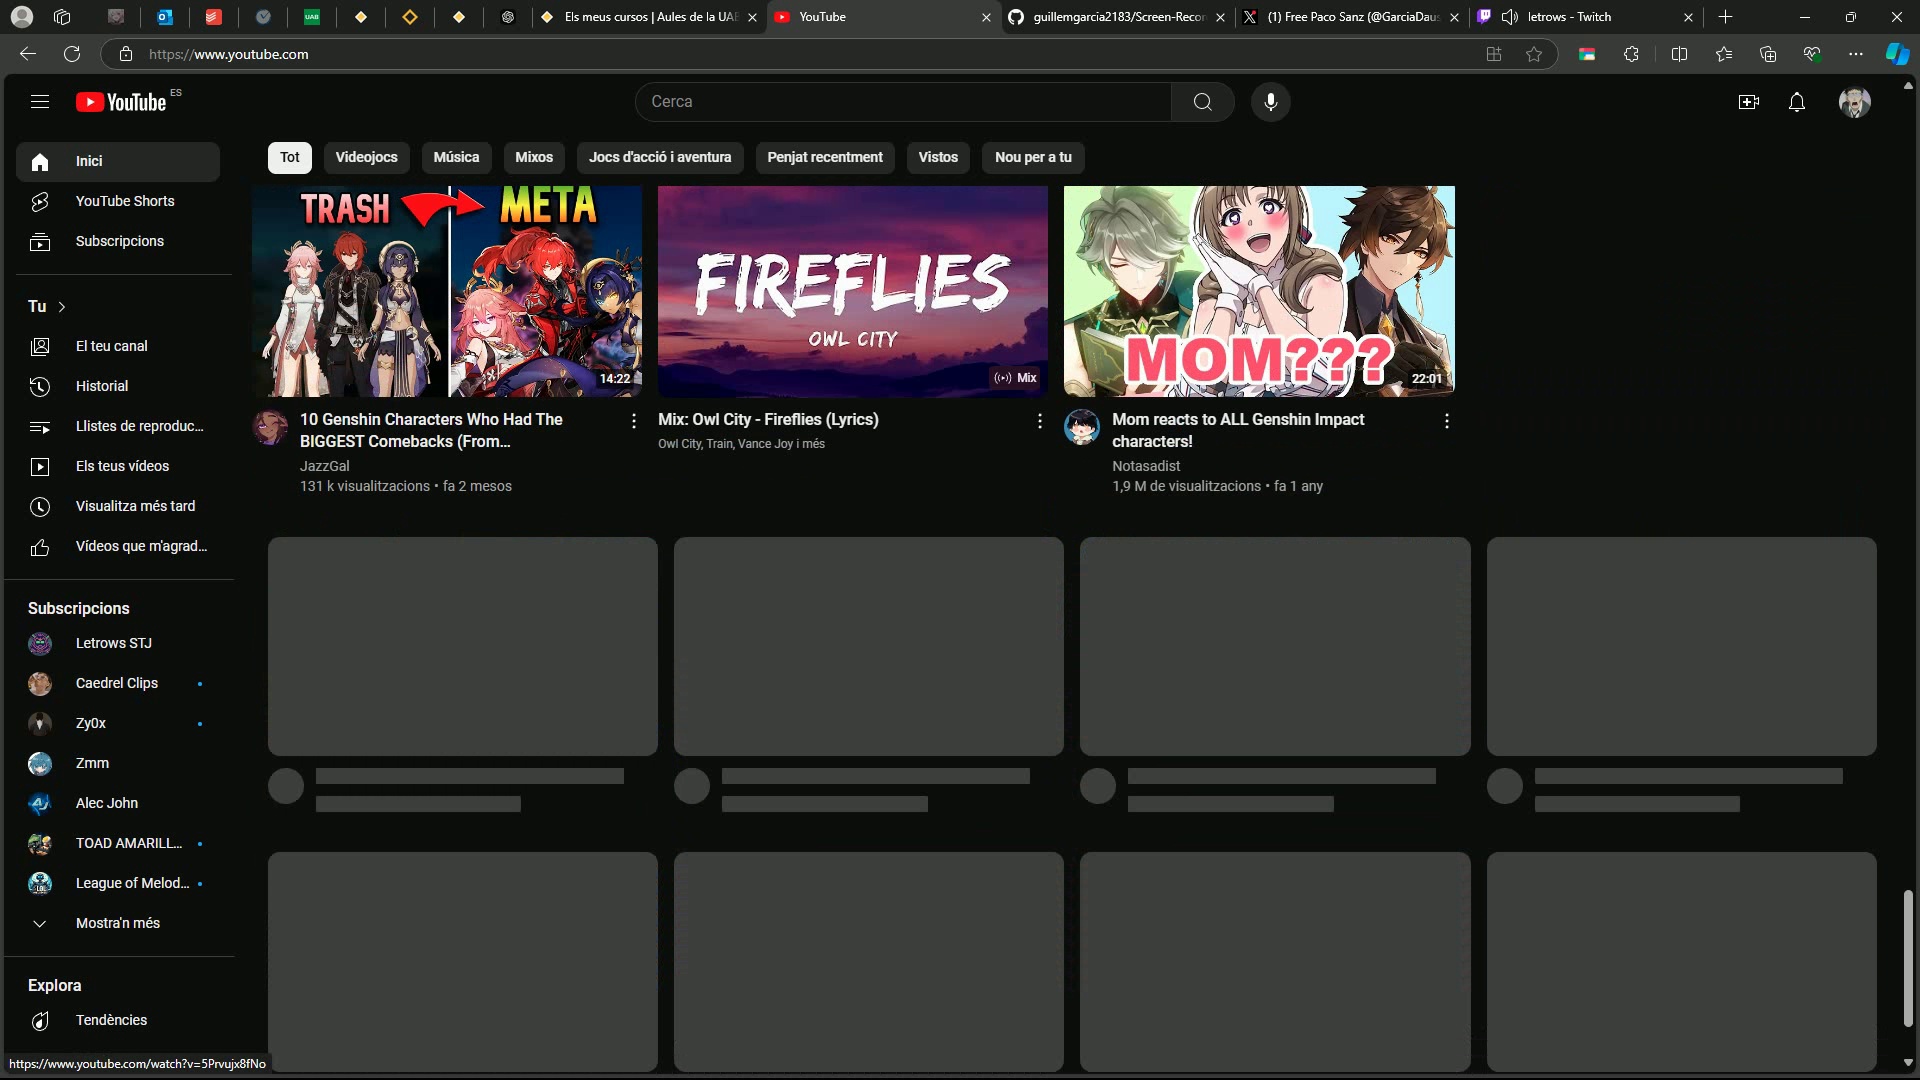 Els meus cursos | Aules de la UAB
YouTube
guillemgarcia2183/Screen-Recor
(1) Free Paco Sanz (@GarciaDaus
letrows - Twitch
https://www.youtube.com
YouTube ES
Cerca
Tot
Videojocs
Música
Mixos
Jocs d'acció i aventura
Penjat recentment
Vistos
Nou per a tu
Inici
YouTube Shorts
Subscripcions
Tu
El teu canal
Historial
Llistes de reproduc...
Els teus vídeos
Visualitza més tard
Vídeos que m'agrad...
Subscripcions
Letrows STJ
Caedrel Clips
Zy0x
Zmm
Alec John
TOAD AMARILL...
League of Melod...
Mostra'n més
Explora
Tendències
TRASH META
14:22
10 Genshin Characters Who Had The
BIGGEST Comebacks (From...
JazzGal
131 k visualitzacions • fa 2 mesos
FIREFLIES
OWL CITY
Mix
Mix: Owl City - Fireflies (Lyrics)
Owl City, Train, Vance Joy i més
MOM???
22:01
Mom reacts to ALL Genshin Impact
characters!
Notasadist
1,9 M de visualitzacions • fa 1 any
https://www.youtube.com/watch?v=5Prvujx8fNo